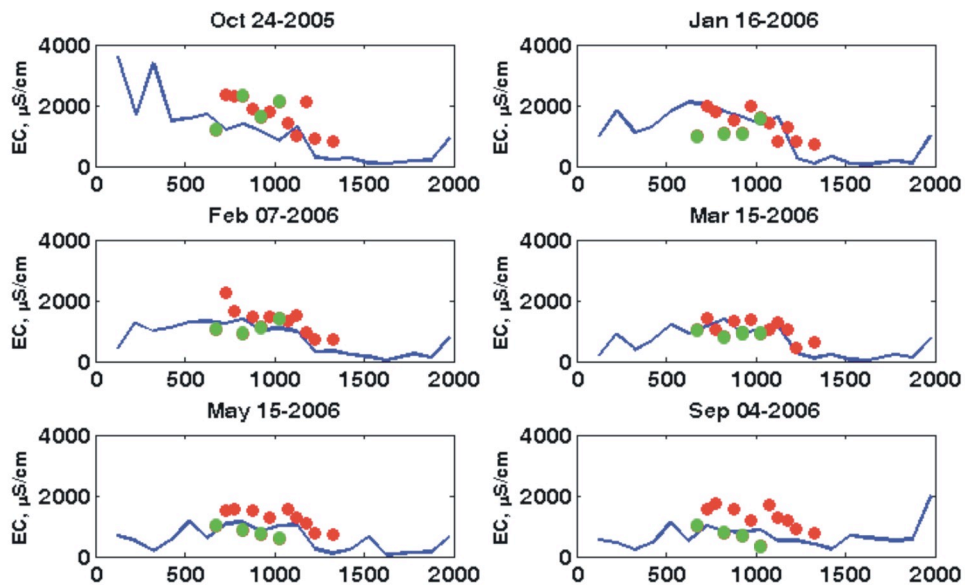 Oct 24-2005
Jan 16-2006
4000
2000
0
EC, µS/cm
0 500 1000 1500 2000
4000
2000
0
EC, µS/cm
0 500 1000 1500 2000
Feb 07-2006
Mar 15-2006
4000
2000
0
EC, µS/cm
0 500 1000 1500 2000
4000
2000
0
EC, µS/cm
0 500 1000 1500 2000
May 15-2006
Sep 04-2006
4000
2000
0
EC, µS/cm
0 500 1000 1500 2000
4000
2000
0
EC, µS/cm
0 500 1000 1500 2000